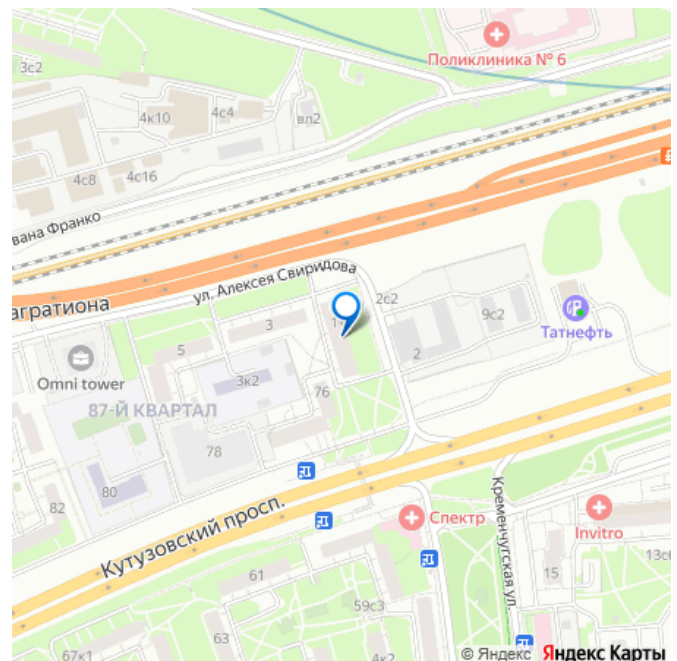 Поликлиника № 6
3с2
4к10
4с4
вл2
4с8
4с16
вана Франко
ул. Алексея Свиридова
агратиона
2с2
9с2
Татнефть
3
5
2
Omni tower
3к2
76
87-Й КВАРТАЛ
78
80
82
Кутузовский просп.
Спектр
Кременчугская ул.
Invitro
13с
15
61
59с3
63
67к1
4к2
© Яндекс Яндекс Карты